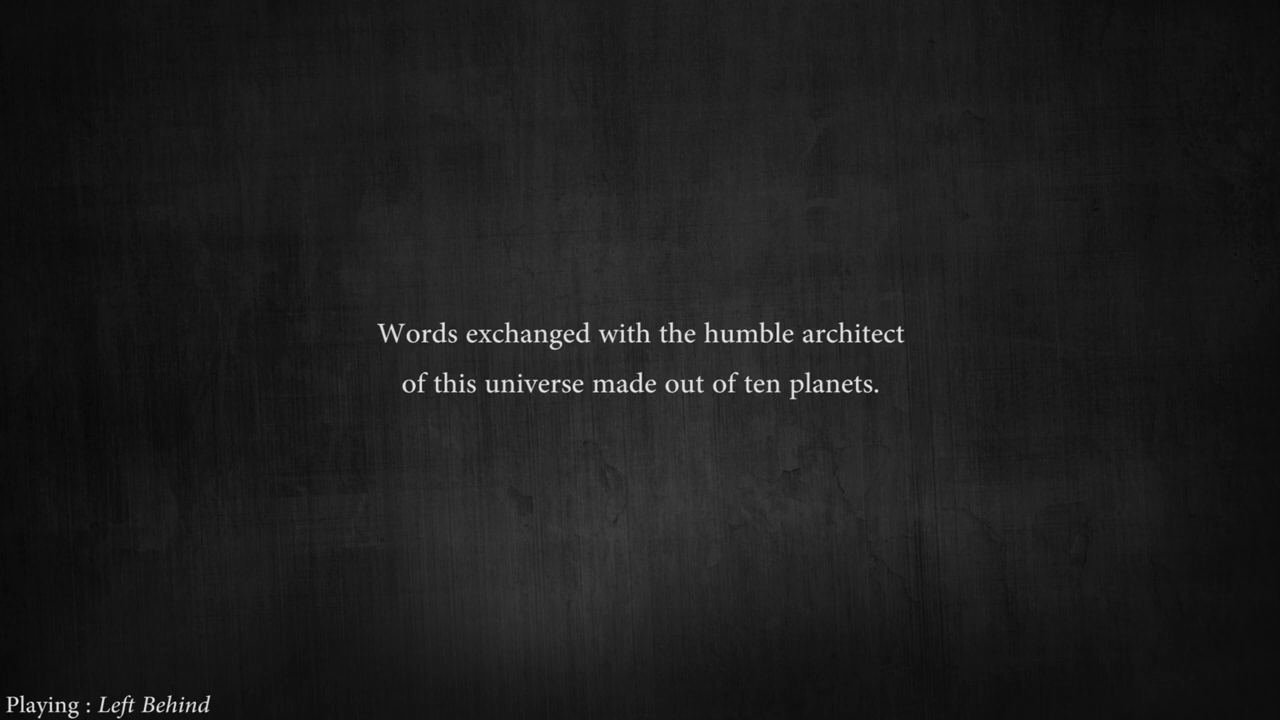 Words exchanged with the humble architect
of this universe made out of ten planets.
Playing : Left Behind